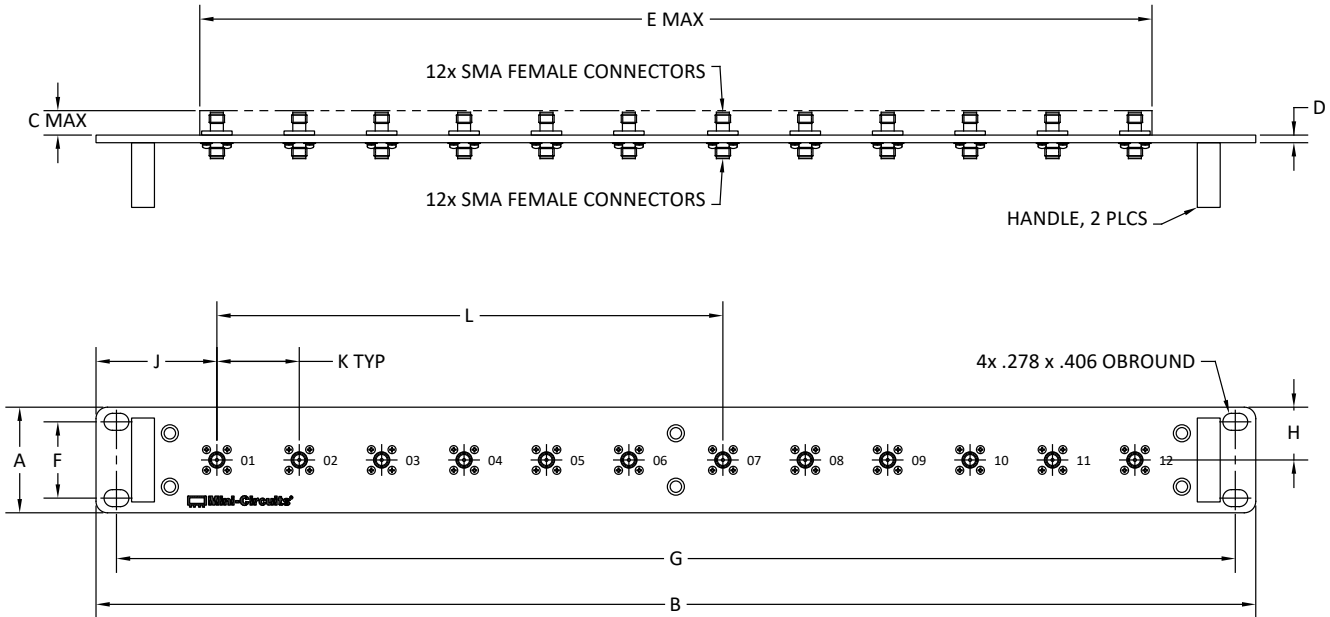 E MAX
12x SMA FEMALE CONNECTORS
C MAX
D
12x SMA FEMALE CONNECTORS
HANDLE, 2 PLCS
L
J
K TYP
4x .278 x .406 OBROUND
A
F
H
01 02 03 04 05 06 07 08 09 10 11 12
Mini-Circuits®
G
B